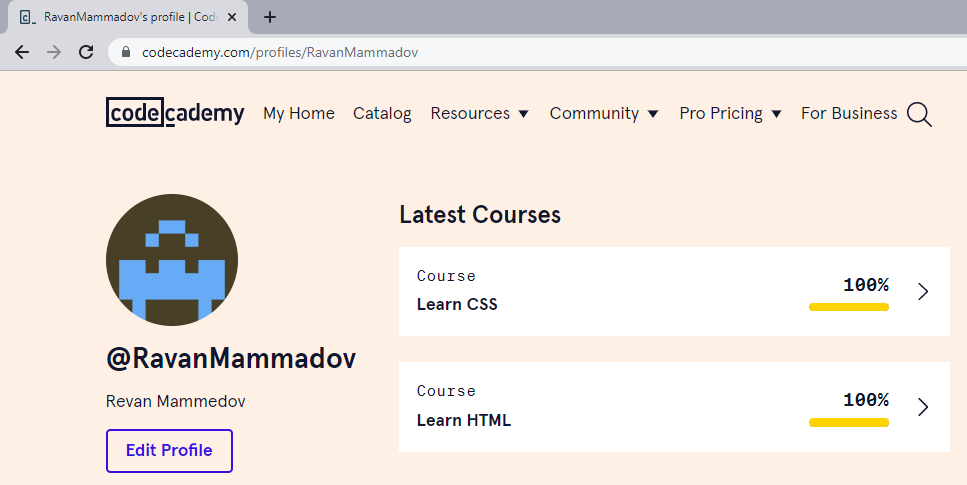 RavanMammadov's profile | Cod
codecademy.com/profiles/RavanMammadov
codecademy My Home Catalog Resources Community Pro Pricing For Business
Latest Courses
Course
Learn CSS
100%
Course
Learn HTML
100%
@RavanMammadov
Revan Mammedov
Edit Profile